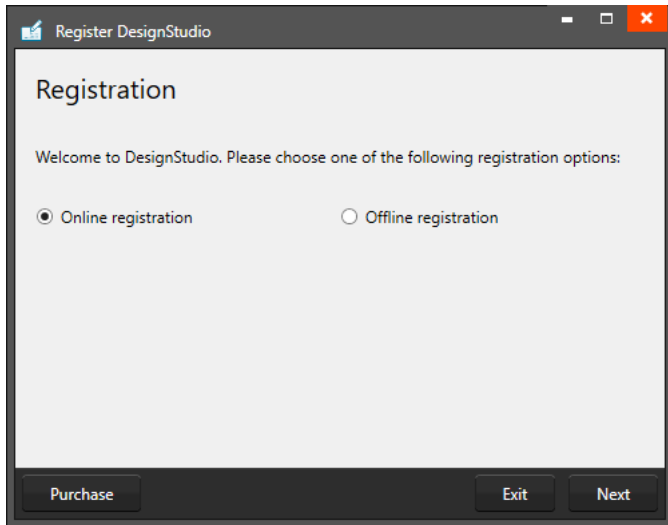 Register DesignStudio
Registration
Welcome to DesignStudio. Please choose one of the following registration options:
Online registration
Offline registration
Purchase
Exit
Next